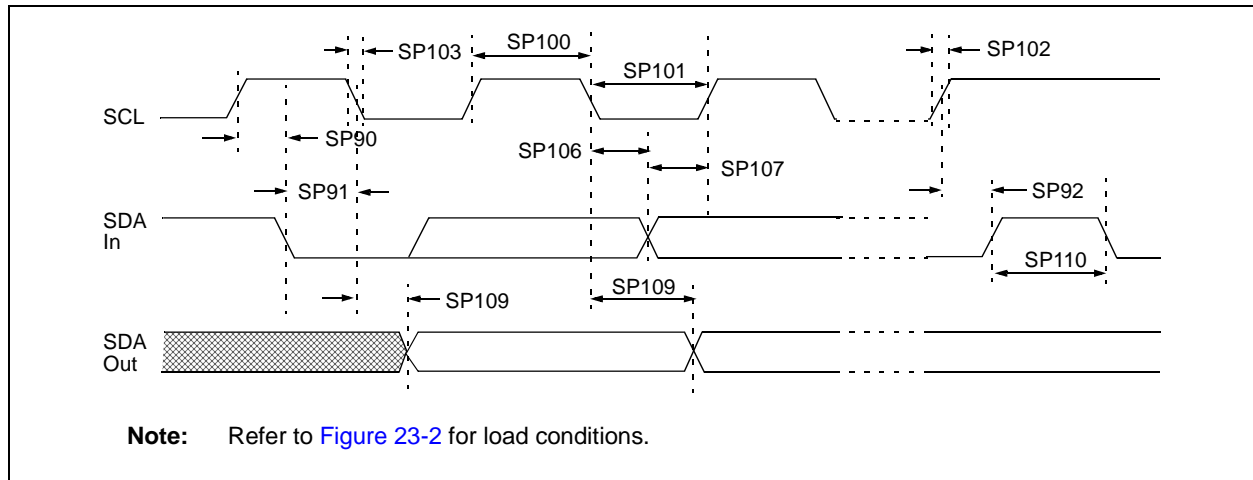 SP103
SP100
SP101
SP102
SCL
SP90
SP106
SP107
SP91
SP92
SDA
In
SP110
SP109
SP109
SDA
Out
Note: Refer to Figure 23-2 for load conditions.